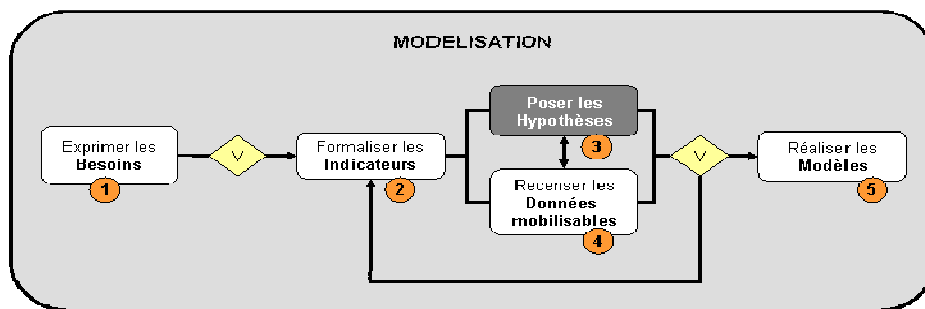 MODELISATION
Exprimer les
Besoins
1
V
Formaliser les
Indicateurs
2
Poser les
Hypothèses
3
Recenser les
Données
mobilisables
4
V
Réaliser les
Modèles
5